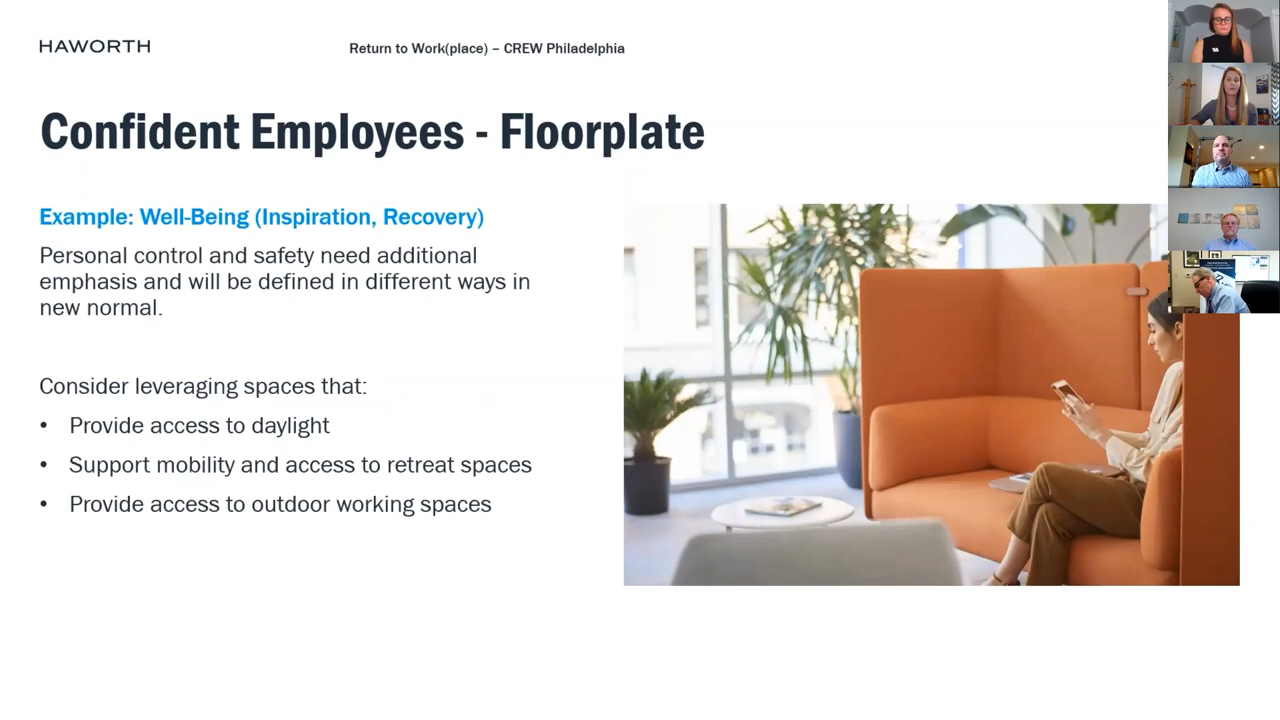 HAWORTH
Return to Work(place) – CREW Philadelphia
Confident Employees - Floorplate
Example: Well-Being (Inspiration, Recovery)
Personal control and safety need additional
emphasis and will be defined in different ways in
new normal.
Consider leveraging spaces that:
• Provide access to daylight
• Support mobility and access to retreat spaces
• Provide access to outdoor working spaces